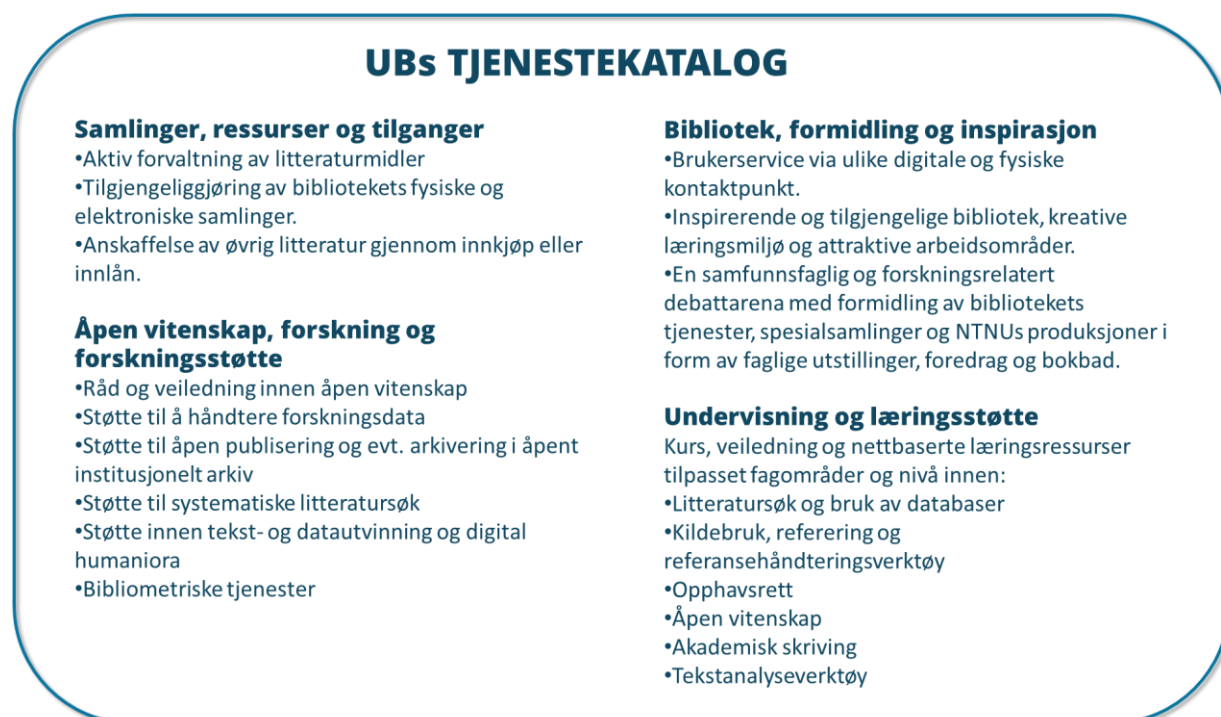 UBs TJENESTEKATALOG
Samlinger, ressurser og tilganger
•Aktiv forvaltning av litteraturmidler
•Tilgjengeliggjøring av bibliotekets fysiske og
elektroniske samlinger.
•Anskaffelse av øvrig litteratur gjennom innkjøp eller
innlån.
Åpen vitenskap, forskning og
forskningsstøtte
•Råd og veiledning innen åpen vitenskap
•Støtte til å håndtere forskningsdata
•Støtte til åpen publisering og evt. arkivering i åpent
institusjonelt arkiv
•Støtte til systematiske litteratursøk
•Støtte innen tekst- og datautvinning og digital
humaniora
•Bibliometriske tjenester
Bibliotek, formidling og inspirasjon
•Brukerservice via ulike digitale og fysiske
kontaktpunkt.
•Inspirerende og tilgjengelige bibliotek, kreative
læringsmiljø og attraktive arbeidsområder.
•En samfunnsfaglig og forskningsrelatert
debattarena med formidling av bibliotekets
tjenester, spesialsamlinger og NTNUs produksjoner i
form av faglige utstillinger, foredrag og bokbad.
Undervisning og læringsstøtte
Kurs, veiledning og nettbaserte læringsressurser
tilpasset fagområder og nivå innen:
•Litteratursøk og bruk av databaser
•Kildebruk, referering og
referansehåndteringsverktøy
•Opphavsrett
•Åpen vitenskap
•Akademisk skriving
•Tekstanalyseverktøy